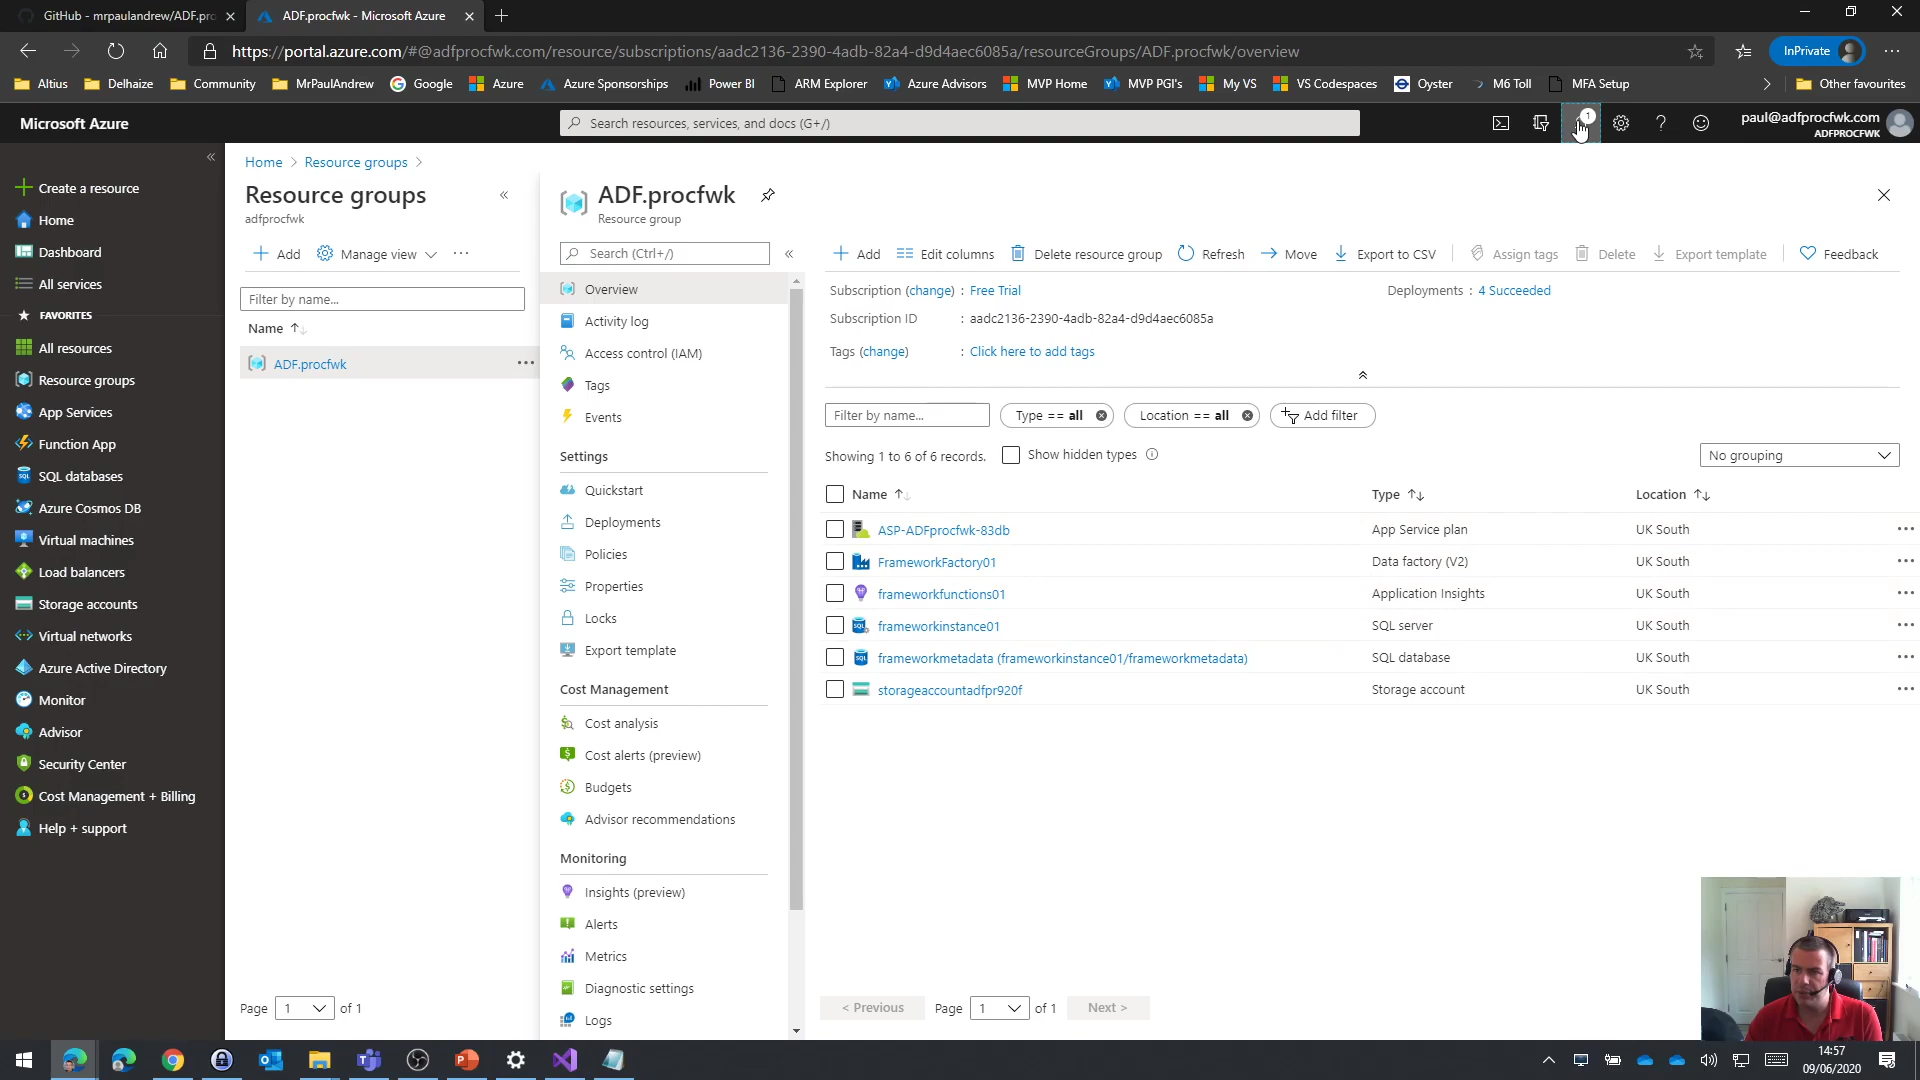 GitHub - mrpaulandrew/ADF.pro
ADF.procfwk - Microsoft Azure
https://portal.azure.com/#@adfprocfwk.com/resource/subscriptions/aadc2136-2390-4adb-82a4-d9d4aec6085a/resourceGroups/ADF.procfwk/overview
InPrivate
Altius
Delhaize
Community
MrPaulAndrew
Google
Azure
Azure Sponsorships
Power BI
ARM Explorer
Azure Advisors
MVP Home
MVP PGI's
My VS
VS Codespaces
Oyster
M6 Toll
MFA Setup
Other favourites
Microsoft Azure
Search resources, services, and docs (G+/)
1
paul@adfprocfwk.com
ADFPROCFWK
Create a resource
Home
Dashboard
All services
FAVORITES
All resources
Resource groups
App Services
Function App
SQL databases
Azure Cosmos DB
Virtual machines
Load balancers
Storage accounts
Virtual networks
Azure Active Directory
Monitor
Advisor
Security Center
Cost Management + Billing
Help + support
Home > Resource groups >
Resource groups
adfprocfwk
Add
Manage view
Filter by name...
Name
ADF.procfwk
Page 1 of 1
ADF.procfwk
Resource group
Search (Ctrl+/)
Overview
Activity log
Access control (IAM)
Tags
Events
Settings
Quickstart
Deployments
Policies
Properties
Locks
Export template
Cost Management
Cost analysis
Cost alerts (preview)
Budgets
Advisor recommendations
Monitoring
Insights (preview)
Alerts
Metrics
Diagnostic settings
Logs
Add
Edit columns
Delete resource group
Refresh
Move
Export to CSV
Assign tags
Delete
Export template
Feedback
Subscription (change) : Free Trial
Deployments : 4 Succeeded
Subscription ID : aadc2136-2390-4adb-82a4-d9d4aec6085a
Tags (change) : Click here to add tags
Filter by name...
Type == all
Location == all
Add filter
Showing 1 to 6 of 6 records.
Show hidden types
No grouping
Name Type Location
ASP-ADFprocfwk-83db App Service plan UK South
FrameworkFactory01 Data factory (V2) UK South
frameworkfunctions01 Application Insights UK South
frameworkinstance01 SQL server UK South
frameworkmetadata (frameworkinstance01/frameworkmetadata) SQL database UK South
storageaccountadfpr920f Storage account UK South
< Previous Page 1 of 1 Next >
14:57
09/06/2020